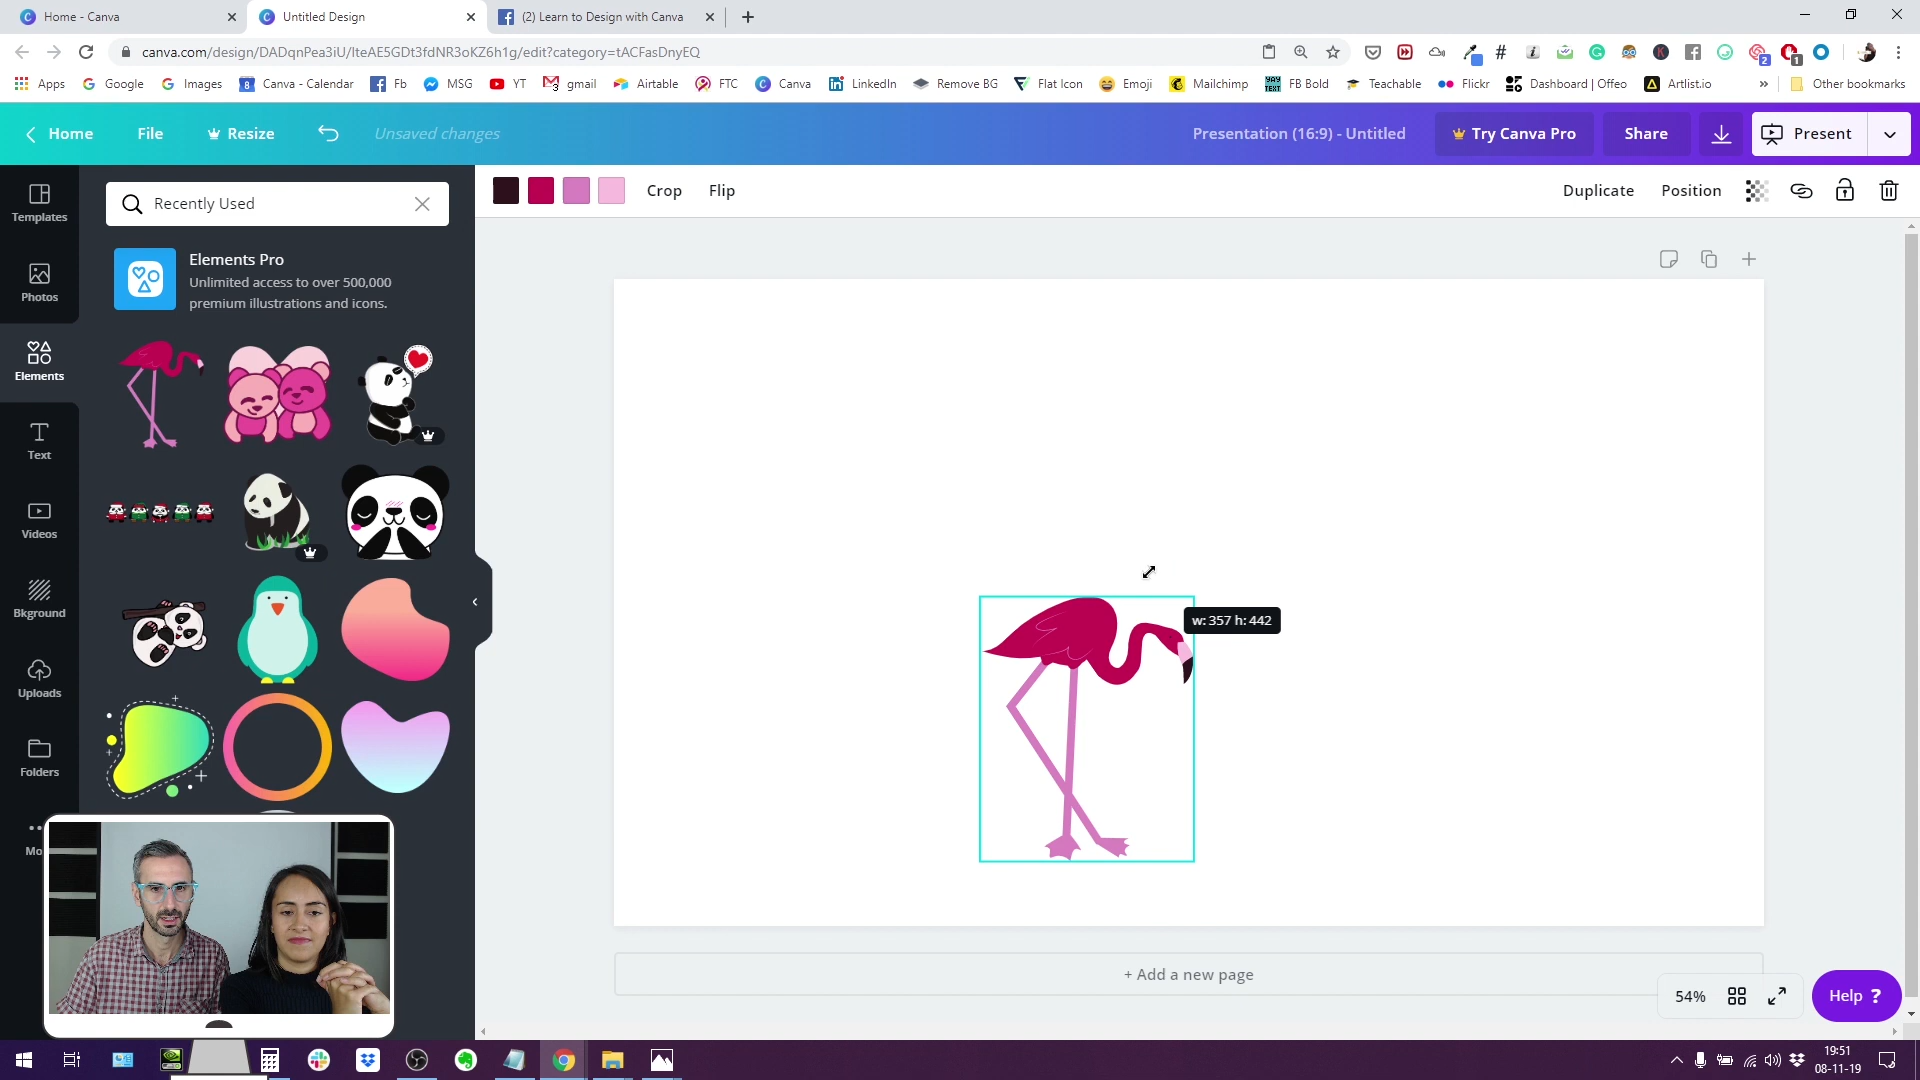 Home - Canva
Untitled Design
(2) Learn to Design with Canva
canva.com/design/DADqnPea3iU/IteAE5GDt3fdNR3oKZ6h1g/edit?category=tACFasDnyEQ
Apps
Google
Images
Canva - Calendar
Fb
MSG
YT
gmail
Airtable
FTC
Canva
LinkedIn
Remove BG
Flat Icon
Emoji
Mailchimp
FB Bold
Teachable
Flickr
Dashboard | Offeo
Artlist.io
Other bookmarks
Home
File
Resize
Unsaved changes
Presentation (16:9) - Untitled
Try Canva Pro
Share
Present
Templates
Photos
Elements
Text
Videos
Bkground
Uploads
Folders
Mo
Recently Used
Elements Pro
Unlimited access to over 500,000
premium illustrations and icons.
Crop
Flip
Duplicate
Position
w: 357 h: 442
+ Add a new page
54%
Help ?
19:51
08-11-19